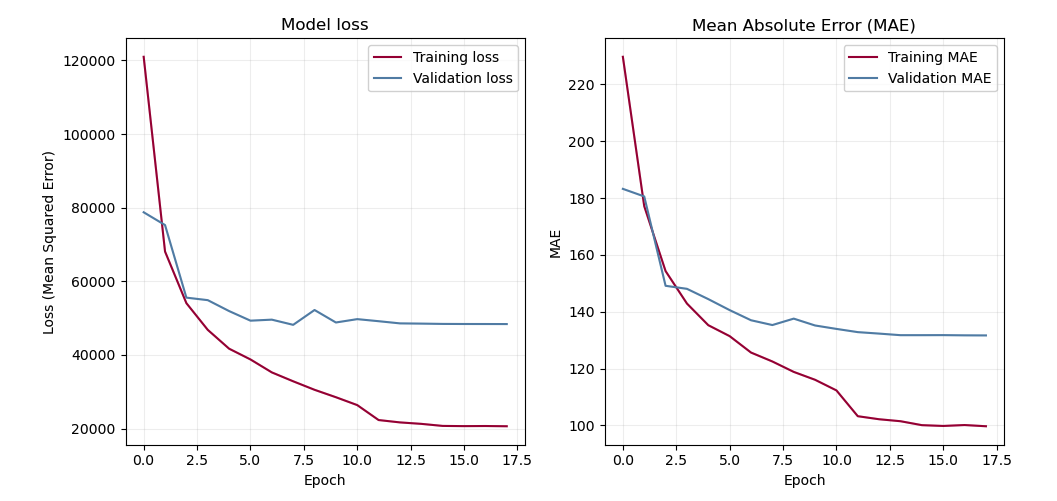 Model loss
Loss (Mean Squared Error)
120000
100000
80000
60000
40000
20000
0.0 2.5 5.0 7.5 10.0 12.5 15.0 17.5
Epoch
Training loss
Validation loss
Mean Absolute Error (MAE)
MAE
220
200
180
160
140
120
100
0.0 2.5 5.0 7.5 10.0 12.5 15.0 17.5
Epoch
Training MAE
Validation MAE